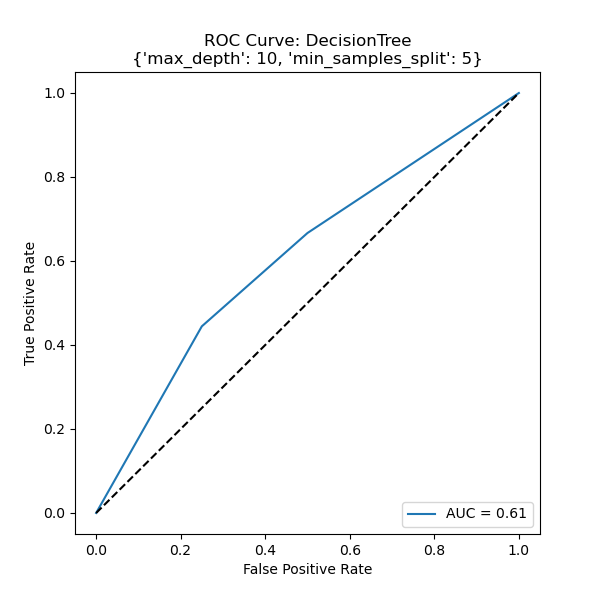 ROC Curve: DecisionTree
{'max_depth': 10, 'min_samples_split': 5}
True Positive Rate
1.0
0.8
0.6
0.4
0.2
0.0
AUC = 0.61
0.0 0.2 0.4 0.6 0.8 1.0
False Positive Rate